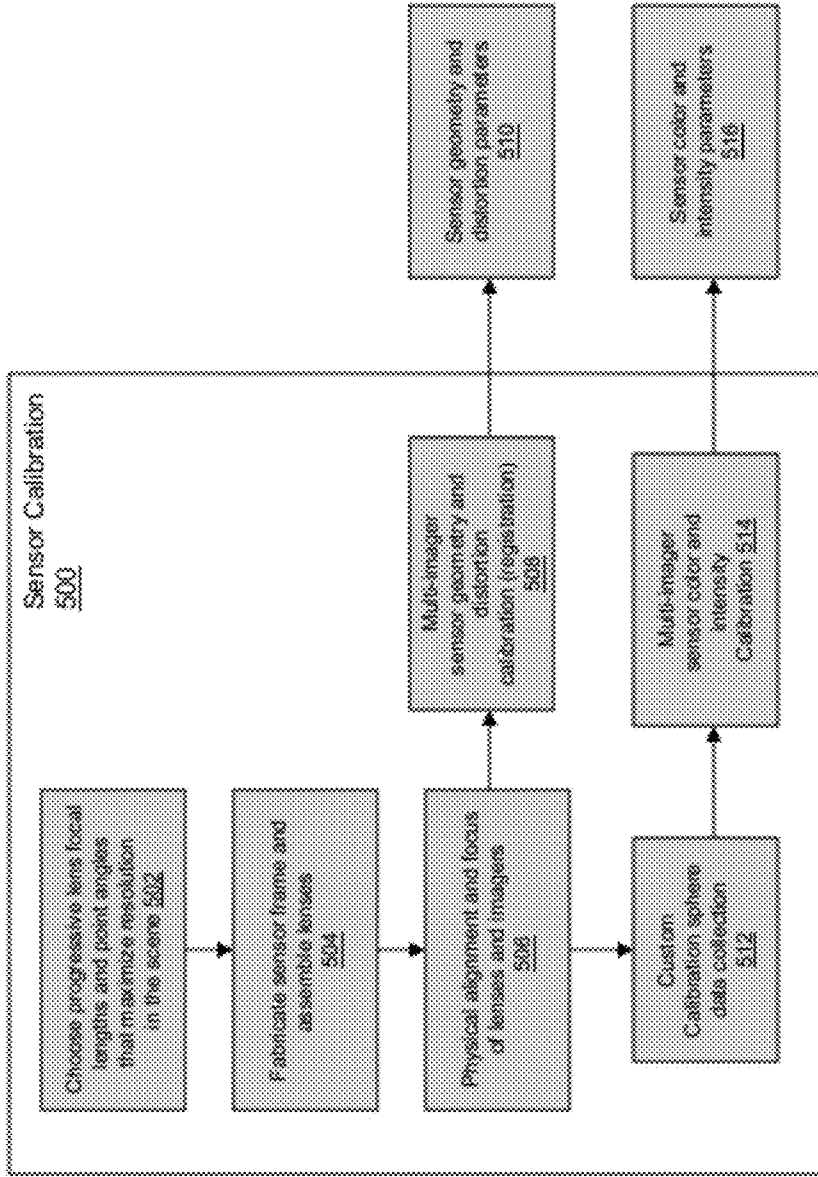 Sensor Calibration
500
Choose progressive lens focal
lengths and point angles
that maximize resolution
in the scene 502
Fabricate sensor frame and
assemble lenses
504
Physical alignment and focus
of lenses and imagers
506
Multi-imager
sensor geometry and
distortion
calibration (registration)
508
Sensor geometry and
distortion parameters
510
Custom
Calibration sphere
data collection
512
Multi-imager
sensor color and
intensity
Calibration 514
Sensor color and
intensity parameters
516